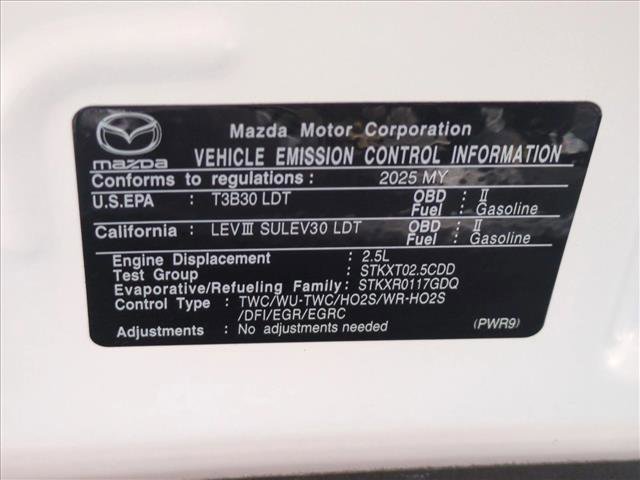 Mazda Motor Corporation
mazda VEHICLE EMISSION CONTROL INFORMATION
Conforms to regulations : 2025 MY
U.S.EPA : T3B30 LDT OBD : II
Fuel : Gasoline
California : LEV III SULEV30 LDT OBD : II
Fuel : Gasoline
Engine Displacement : 2.5L
Test Group : STKXT02.5CDD
Evaporative/Refueling Family: STKXR0117GDQ
Control Type : TWC/WU-TWC/HO2S/WR-HO2S
/DFI/EGR/EGRC
Adjustments : No adjustments needed (PWR9)